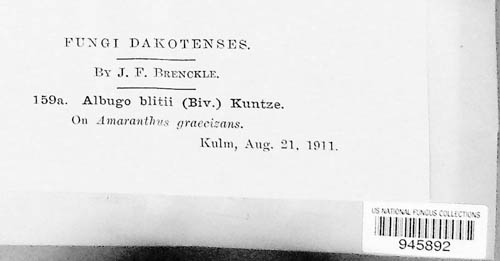 FUNGI DAKOTENSES.
By J. F. Brenckle.
159a. Albugo blitii (Biv.) Kuntze.
On Amaranthus graecizans.
Kulm, Aug. 21, 1911.
US NATIONAL FUNGUS COLLECTIONS
945892